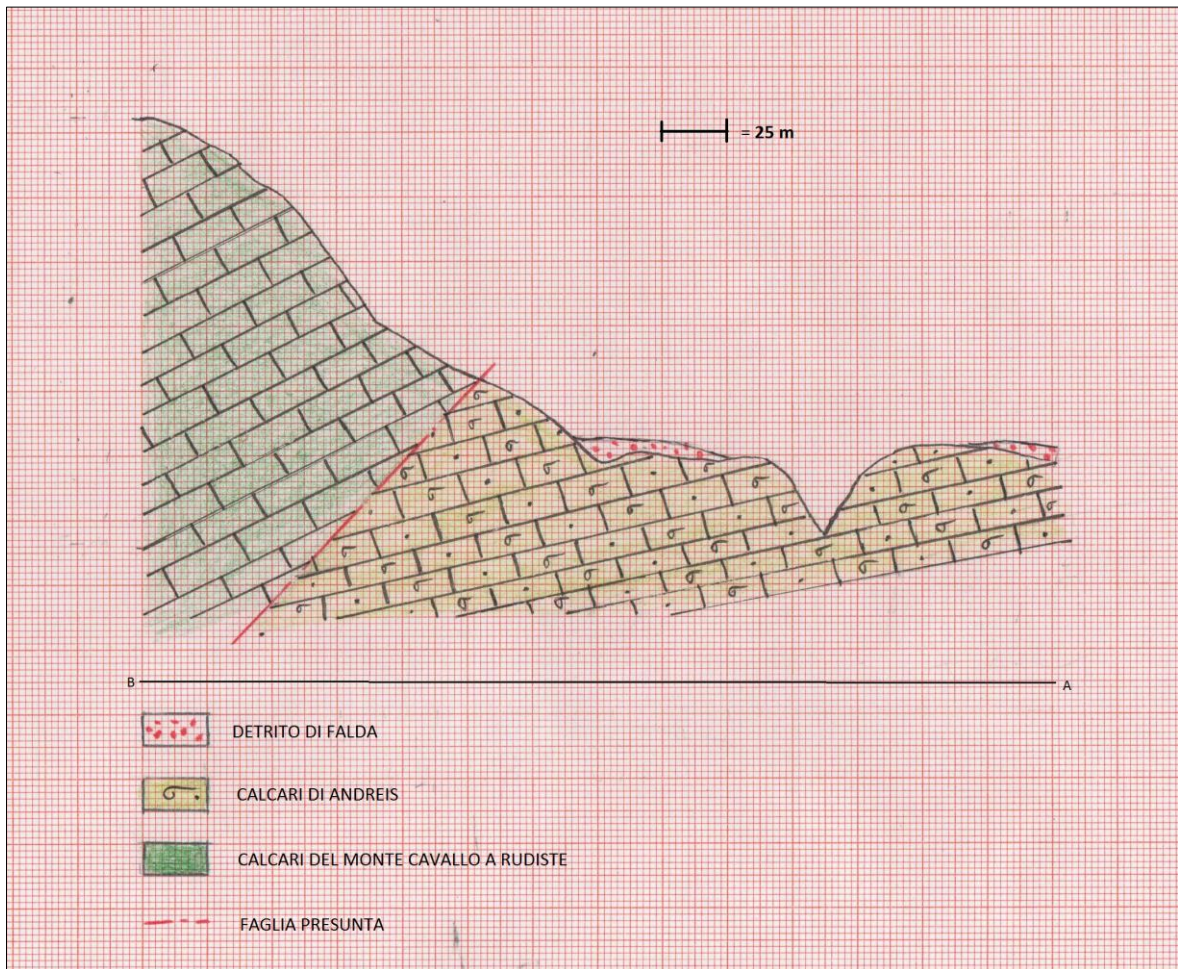 = 25 m
B
A
DETRITO DI FALDA
CALCARI DI ANDREIS
CALCARI DEL MONTE CAVALLO A RUDISTE
FAGLIA PRESUNTA